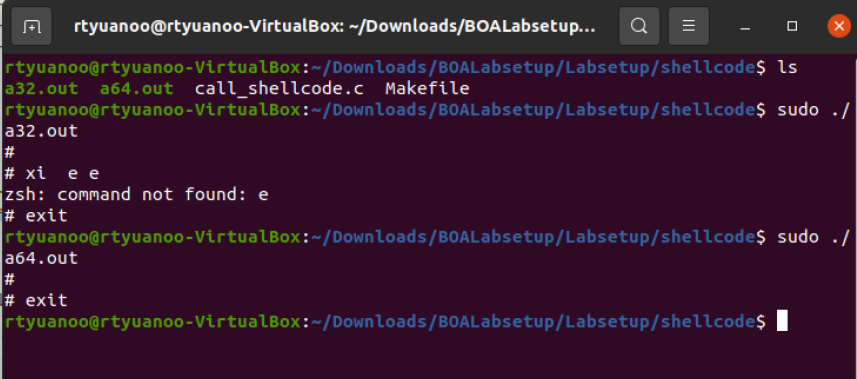 rtyuanoo@rtyuanoo-VirtualBox: ~/Downloads/BOALabsetup...
rtyuanoo@rtyuanoo-VirtualBox:~/Downloads/BOALabsetup/Labsetup/shellcode$ ls
a32.out  a64.out  call_shellcode.c  Makefile
rtyuanoo@rtyuanoo-VirtualBox:~/Downloads/BOALabsetup/Labsetup/shellcode$ sudo ./
a32.out
#
# xi  e e
zsh: command not found: e
# exit
rtyuanoo@rtyuanoo-VirtualBox:~/Downloads/BOALabsetup/Labsetup/shellcode$ sudo ./
a64.out
#
# exit
rtyuanoo@rtyuanoo-VirtualBox:~/Downloads/BOALabsetup/Labsetup/shellcode$